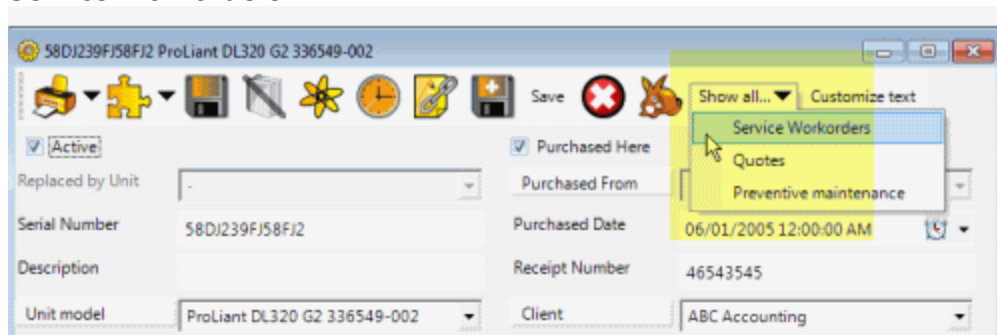 58DJ239FJ58FJ2 ProLiant DL320 G2 336549-002
Save Show all... Customize text
Service Workorders
Active Purchased Here
Quotes
Replaced by Unit - Purchased From
Preventive maintenance
Serial Number 58DJ239FJ58FJ2 Purchased Date 06/01/2005 12:00:00 AM
Description Receipt Number 46543545
Unit model ProLiant DL320 G2 336549-002 Client ABC Accounting